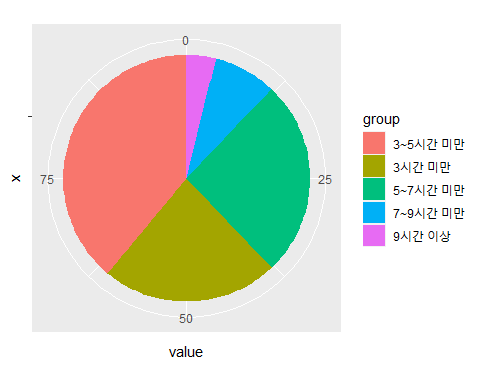 0
25
50
75
x
value
group
3~5시간 미만
3시간 미만
5~7시간 미만
7~9시간 미만
9시간 이상